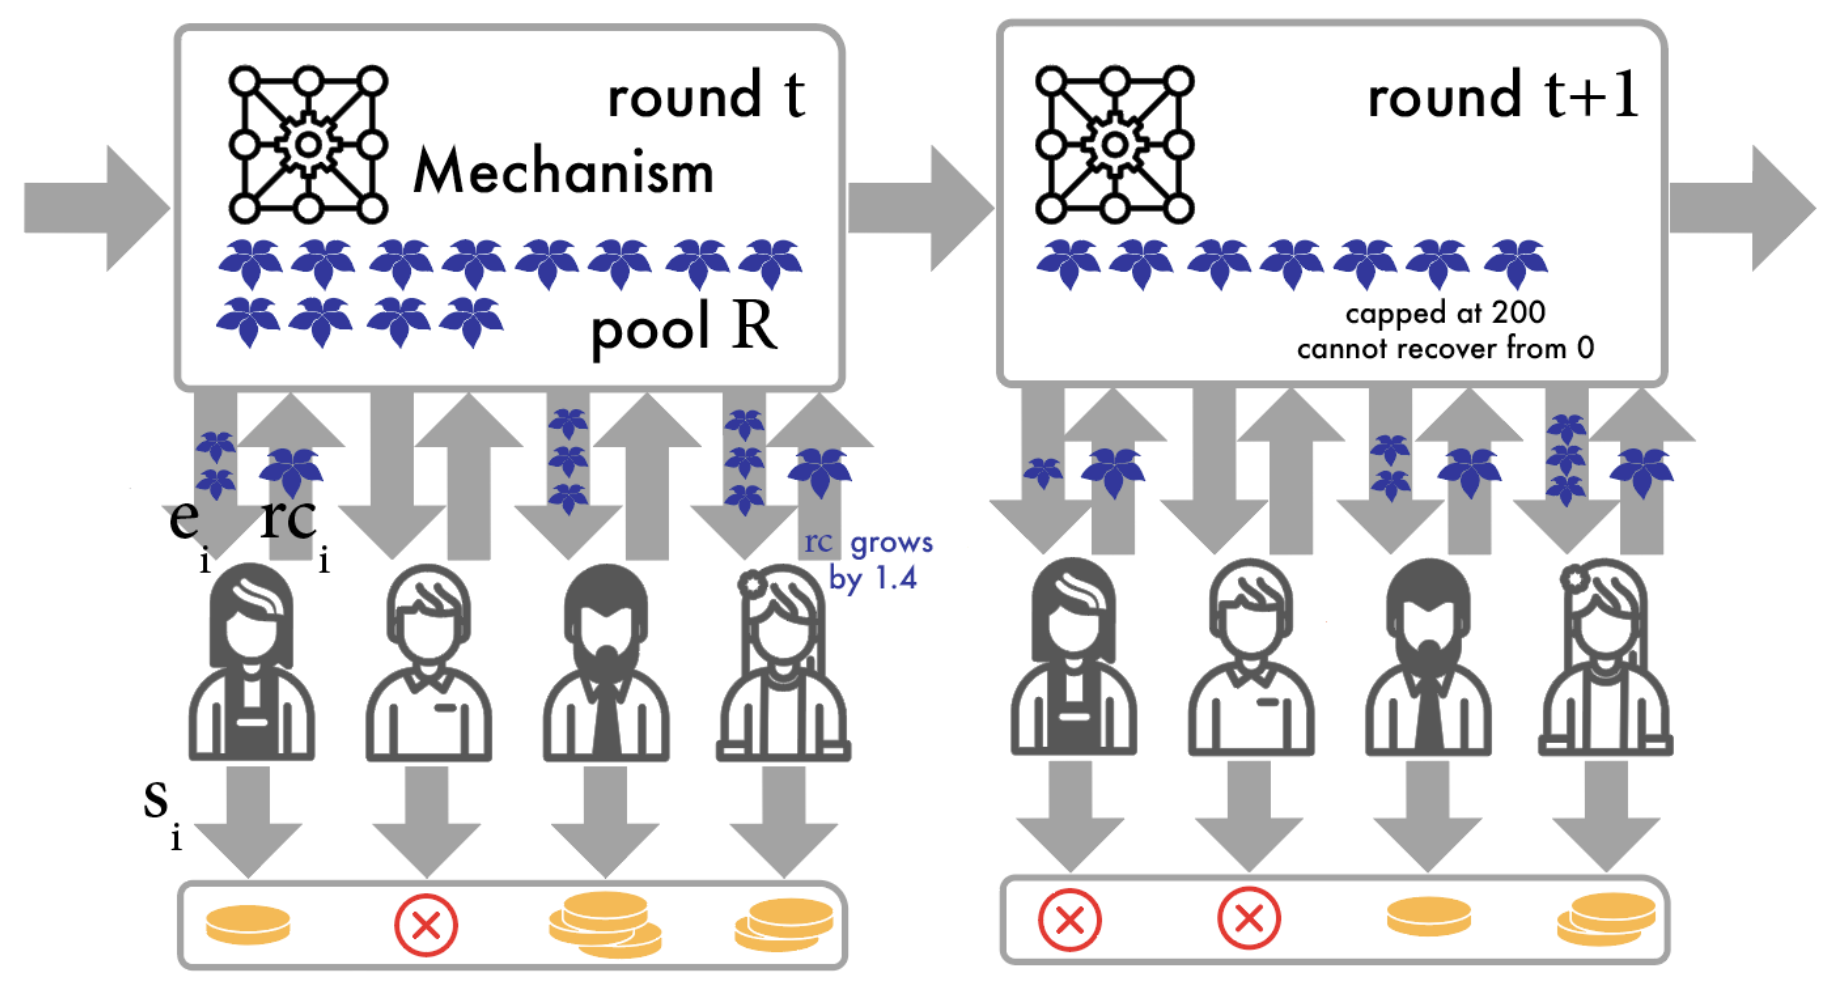 round t
Mechanism
pool R
round t+1
capped at 200
cannot recover from 0
e_i rc_i
rc grows
by 1.4
s_i